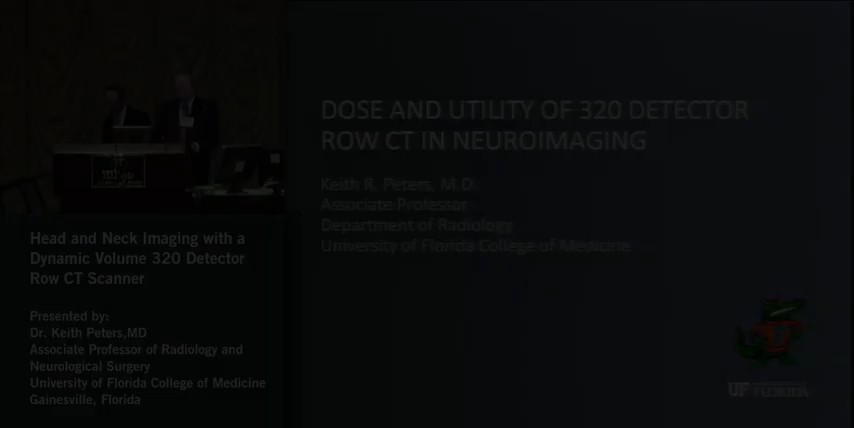 DOSE AND UTILITY OF 320 DETECTOR
ROW CT IN NEUROIMAGING
Keith R. Peters, M.D.
Associate Professor
Department of Radiology
University of Florida College of Medicine
Head and Neck Imaging with a
Dynamic Volume 320 Detector
Row CT Scanner
Presented by:
Dr. Keith Peters,MD
Associate Professor of Radiology and
Neurological Surgery
University of Florida College of Medicine
Gainesville, Florida
UF FLORIDA